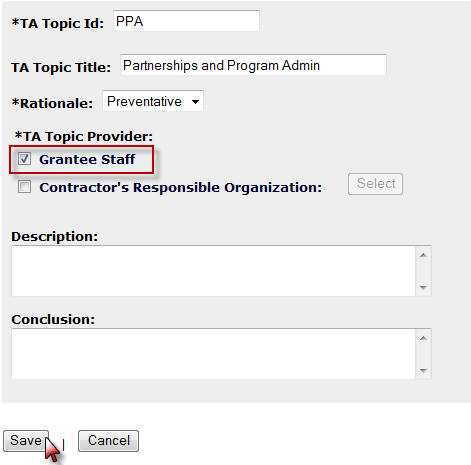 *TA Topic Id: PPA
TA Topic Title: Partnerships and Program Admin
*Rationale: Preventative
*TA Topic Provider:
Grantee Staff
Contractor's Responsible Organization: Select
Description:
Conclusion:
Save | Cancel